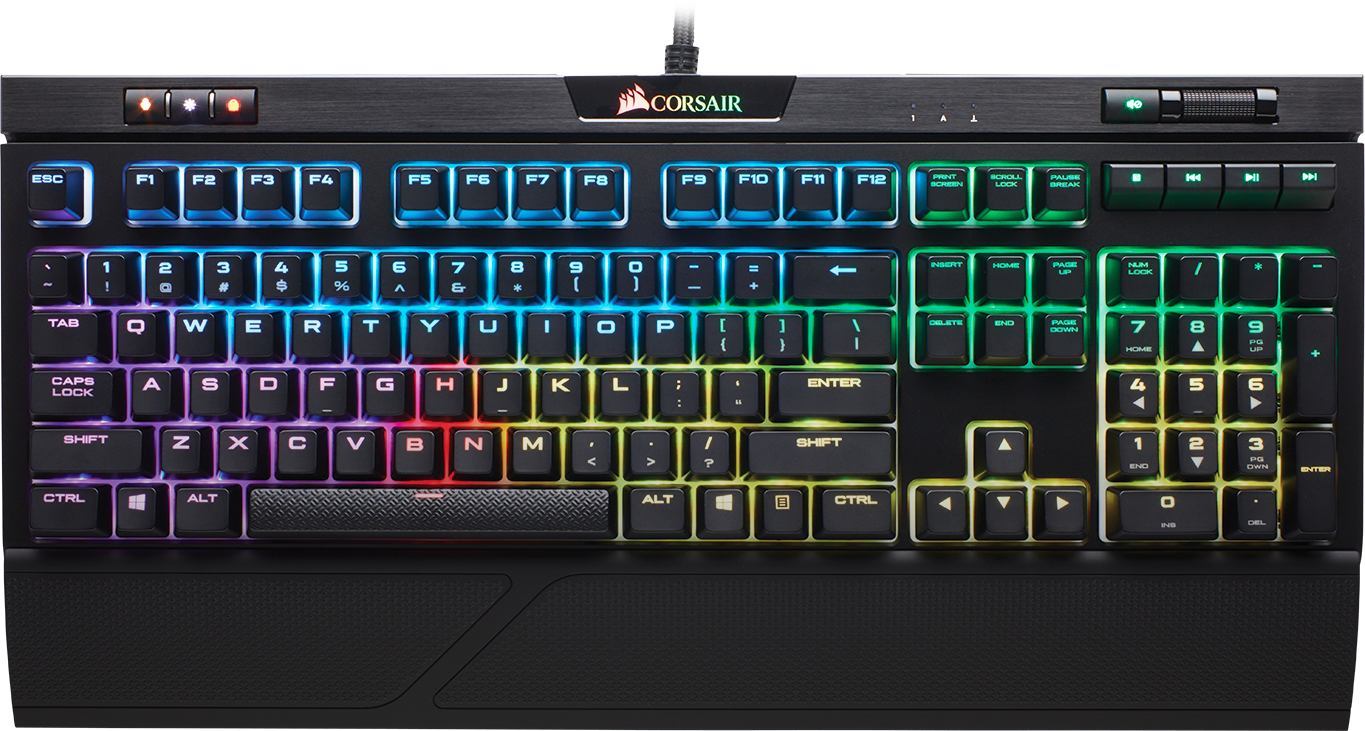 CORSAIR
1 A
ESC F1 F2 F3 F4 F5 F6 F7 F8 F9 F10 F11 F12 PRINT SCREEN SCROLL LOCK PAUSE BREAK
` ~ 1 ! 2 @ 3 # 4 $ 5 % 6 ^ 7 & 8 * 9 ( 0 ) - _ = + INSERT HOME PAGE UP NUM LOCK / * -
TAB Q W E R T Y U I O P [ { ] } \ | DELETE END PAGE DOWN 7 HOME 8 9 PG UP +
CAPS LOCK A S D F G H J K L ; : ‘ “ ENTER 4 5 6
SHIFT Z X C V B N M , < . > / ? SHIFT 1 END 2 3 PG DWN ENTER
CTRL ALT ALT CTRL 0 INS . DEL